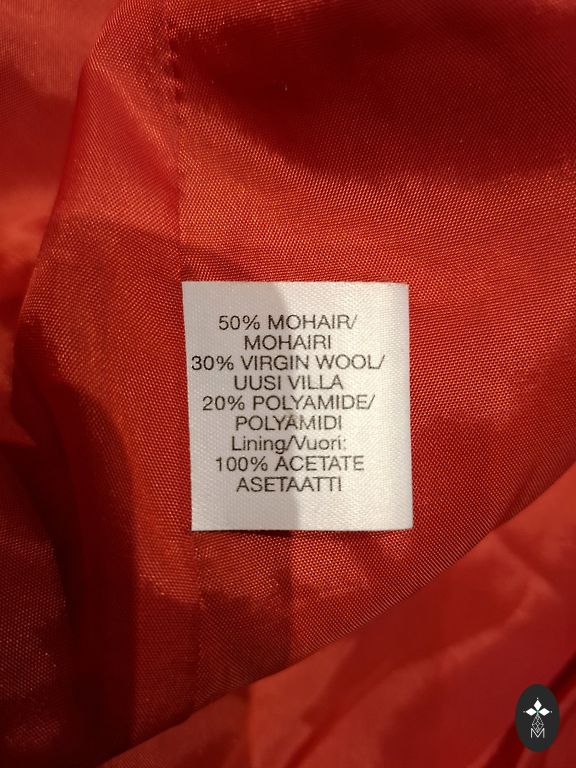 50% MOHAIR/
MOHAIRI
30% VIRGIN WOOL/
UUSI VILLA
20% POLYAMIDE/
POLYAMIDI
Lining/Vuori:
100% ACETATE
ASETAATTI